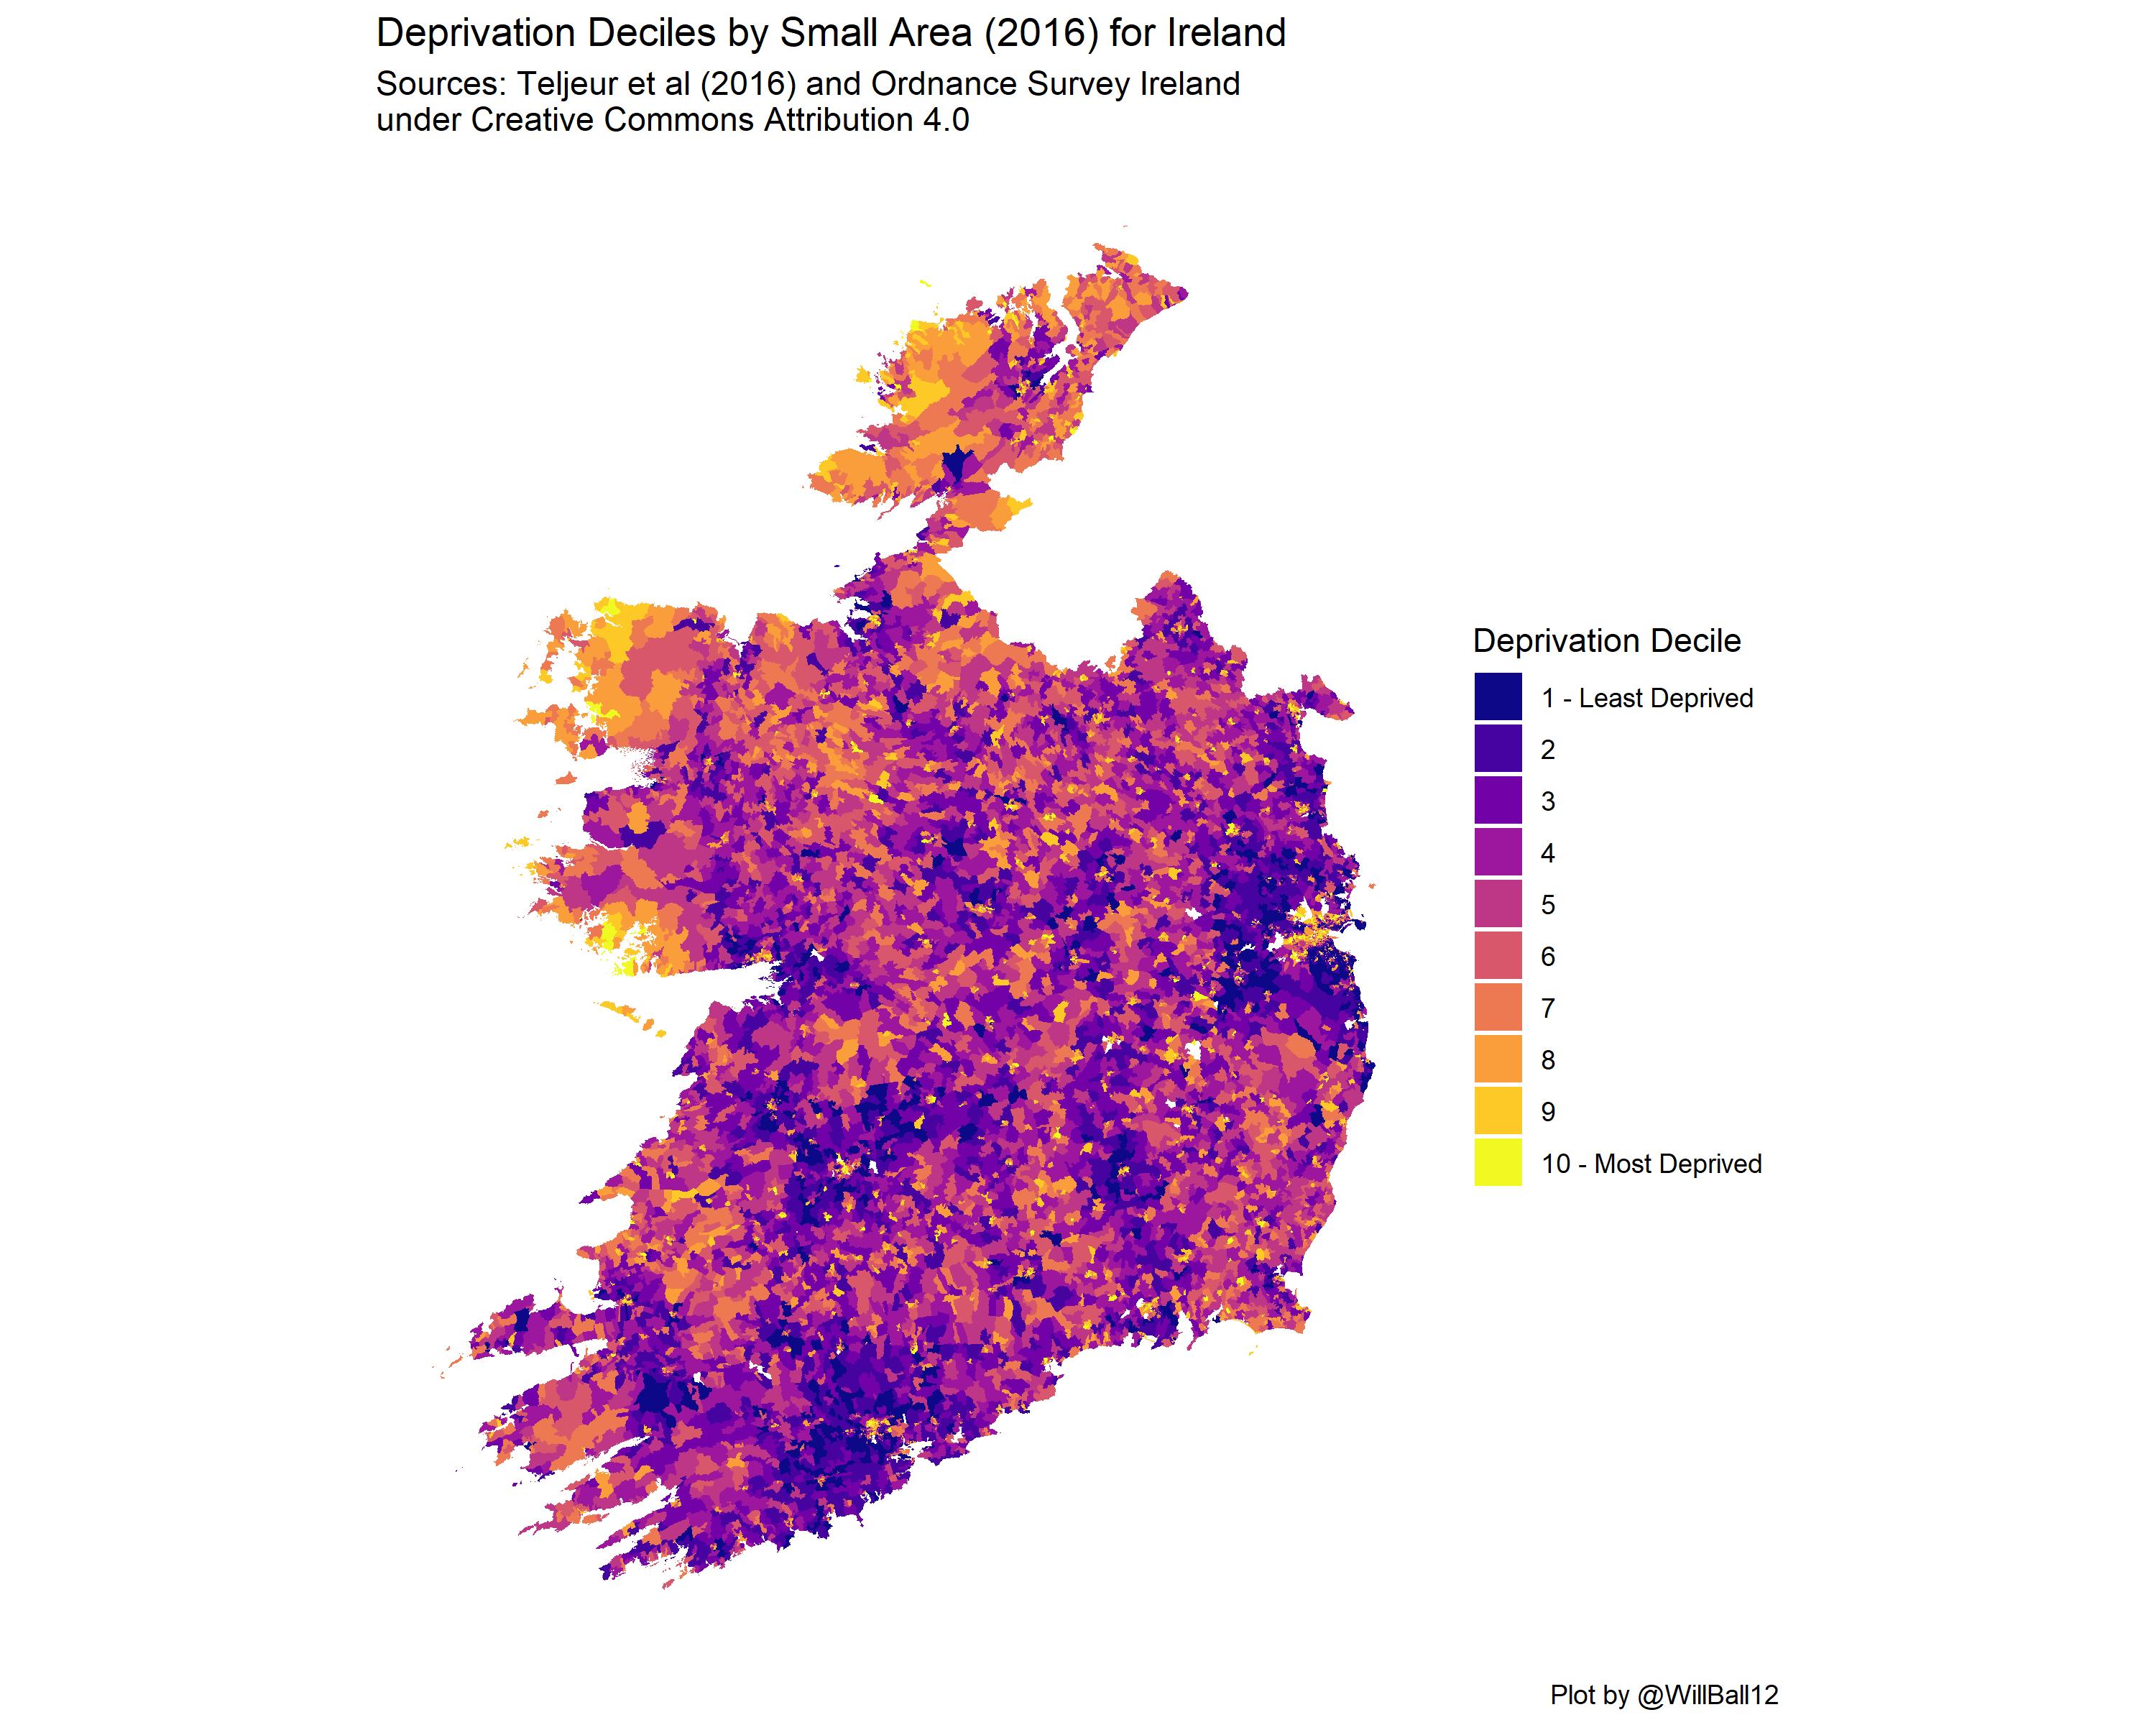 Deprivation Deciles by Small Area (2016) for Ireland
Sources: Teljeur et al (2016) and Ordnance Survey Ireland
under Creative Commons Attribution 4.0
Deprivation Decile
1 - Least Deprived
2
3
4
5
6
7
8
9
10 - Most Deprived
Plot by @WillBall12